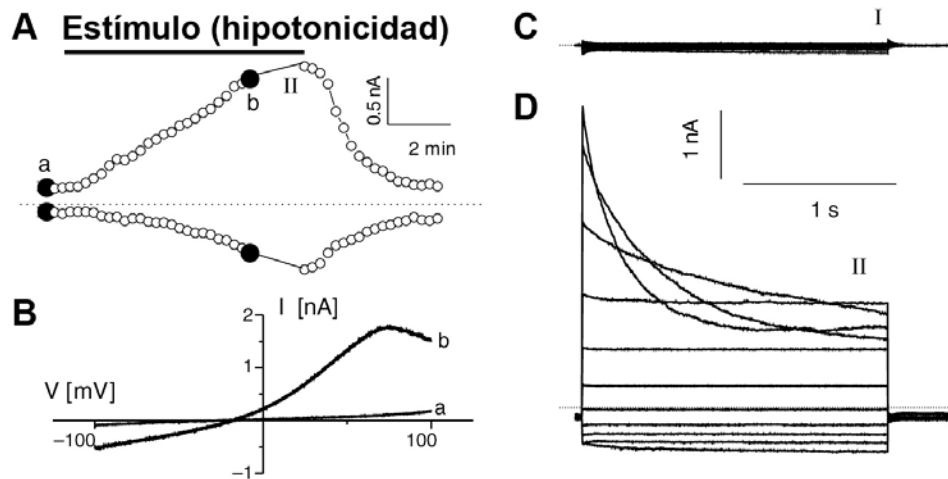 A Estímulo (hipotonicidad)
a
b
II
0.5 nA
2 min
B
I [nA]
2
1
b
V [mV]
a
−100
100
−1
C
I
D
1 nA
1 s
II